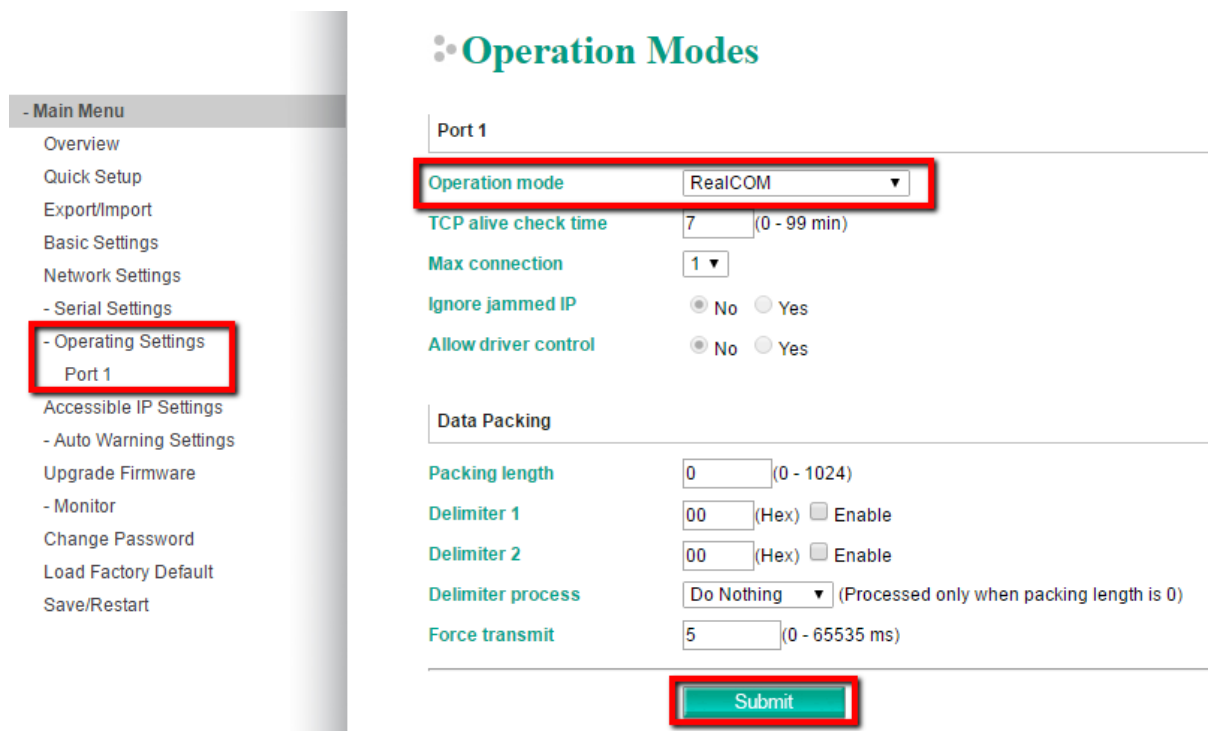 Operation Modes
- Main Menu
Overview
Quick Setup
Export/Import
Basic Settings
Network Settings
- Serial Settings
- Operating Settings
Port 1
Accessible IP Settings
- Auto Warning Settings
Upgrade Firmware
- Monitor
Change Password
Load Factory Default
Save/Restart
Port 1
Operation mode RealCOM
TCP alive check time 7 (0 - 99 min)
Max connection 1
Ignore jammed IP No Yes
Allow driver control No Yes
Data Packing
Packing length 0 (0 - 1024)
Delimiter 1 00 (Hex) Enable
Delimiter 2 00 (Hex) Enable
Delimiter process Do Nothing (Processed only when packing length is 0)
Force transmit 5 (0 - 65535 ms)
Submit